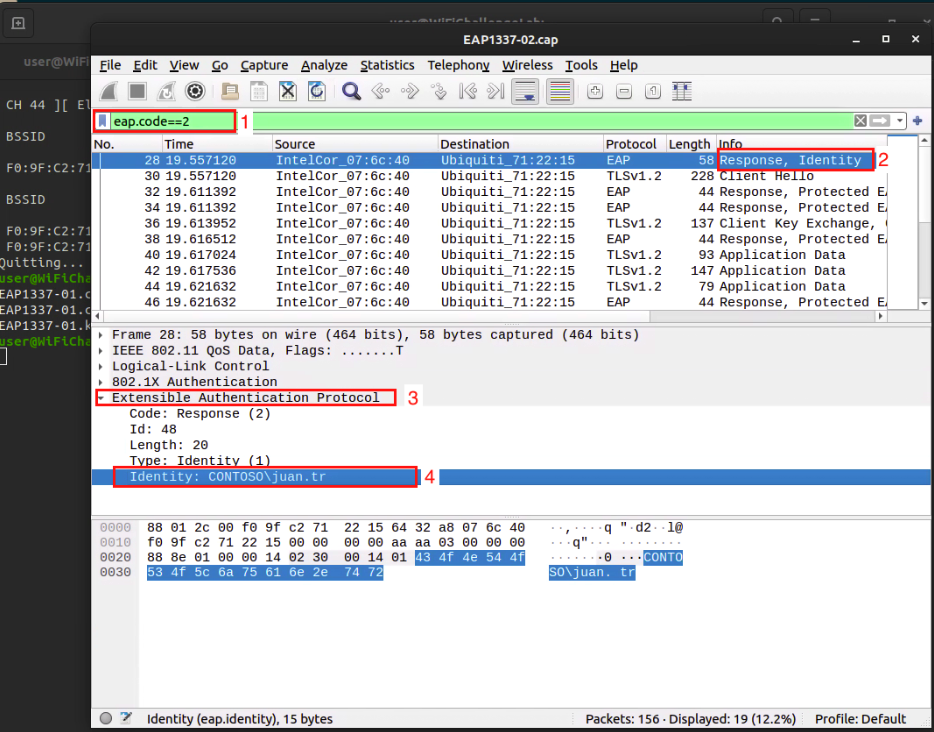 EAP1337-02.cap
user@WiFi
File Edit View Go Capture Analyze Statistics Telephony Wireless Tools Help
CH 44 ][ El
eap.code==2 1
BSSID
No. Time Source Destination Protocol Length Info
28 19.557120 IntelCor_07:6c:40 Ubiquiti_71:22:15 EAP 58 Response, Identity 2
F0:9F:C2:71
30 19.557120 IntelCor_07:6c:40 Ubiquiti_71:22:15 TLSv1.2 228 Client Hello
32 19.611392 IntelCor_07:6c:40 Ubiquiti_71:22:15 EAP 44 Response, Protected EA
BSSID
34 19.611392 IntelCor_07:6c:40 Ubiquiti_71:22:15 EAP 44 Response, Protected EA
36 19.613952 IntelCor_07:6c:40 Ubiquiti_71:22:15 TLSv1.2 137 Client Key Exchange,
F0:9F:C2:71
38 19.616512 IntelCor_07:6c:40 Ubiquiti_71:22:15 EAP 44 Response, Protected EA
F0:9F:C2:71
40 19.617024 IntelCor_07:6c:40 Ubiquiti_71:22:15 TLSv1.2 93 Application Data
Quitting...
42 19.617536 IntelCor_07:6c:40 Ubiquiti_71:22:15 TLSv1.2 147 Application Data
user@WiFiCha
44 19.621632 IntelCor_07:6c:40 Ubiquiti_71:22:15 TLSv1.2 79 Application Data
EAP1337-01.c
46 19.621632 IntelCor_07:6c:40 Ubiquiti_71:22:15 EAP 44 Response, Protected EA
EAP1337-01.c
EAP1337-01.k
user@WiFiCha
Frame 28: 58 bytes on wire (464 bits), 58 bytes captured (464 bits)
IEEE 802.11 QoS Data, Flags: .......T
Logical-Link Control
802.1X Authentication
Extensible Authentication Protocol 3
Code: Response (2)
Id: 48
Length: 20
Type: Identity (1)
Identity: CONTOSO\juan.tr 4
0000 88 01 2c 00 f0 9f c2 71 22 15 64 32 a8 07 6c 40 ··,····q "·d2··l@
0010 f0 9f c2 71 22 15 00 00 00 00 aa aa 03 00 00 00 ···q"··· ········
0020 88 8e 01 00 00 14 02 30 00 14 01 43 4f 4e 54 4f ·······0 ···CONTO
0030 53 4f 5c 6a 75 61 6e 2e 74 72 SO\juan. tr
Identity (eap.identity), 15 bytes Packets: 156 · Displayed: 19 (12.2%) Profile: Default